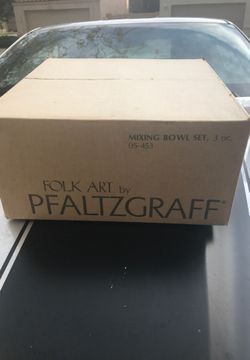 MIXING BOWL SET, 3 pc.
05-453
FOLK ART by
PFALTZGRAFF®